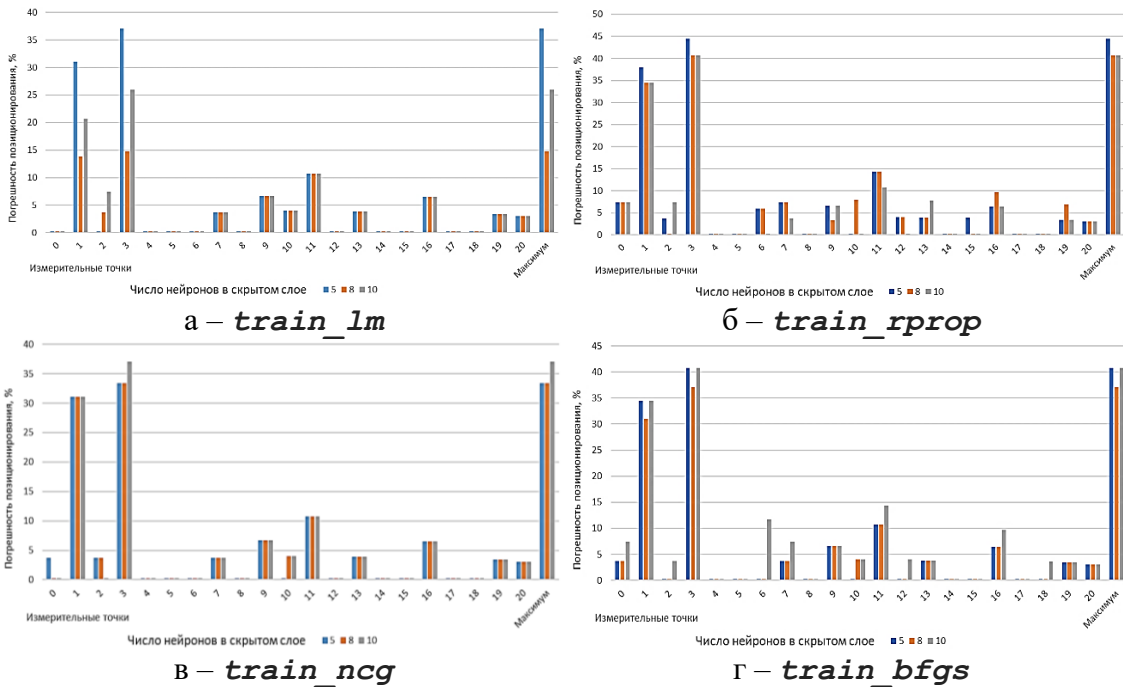 Погрешность позиционирования, %
40
35
30
25
20
15
10
5
0
0 1 2 3 4 5 6 7 8 9 10 11 12 13 14 15 16 17 18 19 20 Максимум
Измерительные точки
Число нейронов в скрытом слое 5 8 10
а – train_lm
Погрешность позиционирования, %
50
45
40
35
30
25
20
15
10
5
0
0 1 2 3 4 5 6 7 8 9 10 11 12 13 14 15 16 17 18 19 20 Максимум
Измерительные точки
Число нейронов в скрытом слое 5 8 10
б – train_rprop
Погрешность позиционирования, %
40
35
30
25
20
15
10
5
0
0 1 2 3 4 5 6 7 8 9 10 11 12 13 14 15 16 17 18 19 20 Максимум
Измерительные точки
Число нейронов в скрытом слое 5 8 10
в – train_ncg
Погрешность позиционирования, %
45
40
35
30
25
20
15
10
5
0
0 1 2 3 4 5 6 7 8 9 10 11 12 13 14 15 16 17 18 19 20 Максимум
Измерительные точки
Число нейронов в скрытом слое 5 8 10
г – train_bfgs